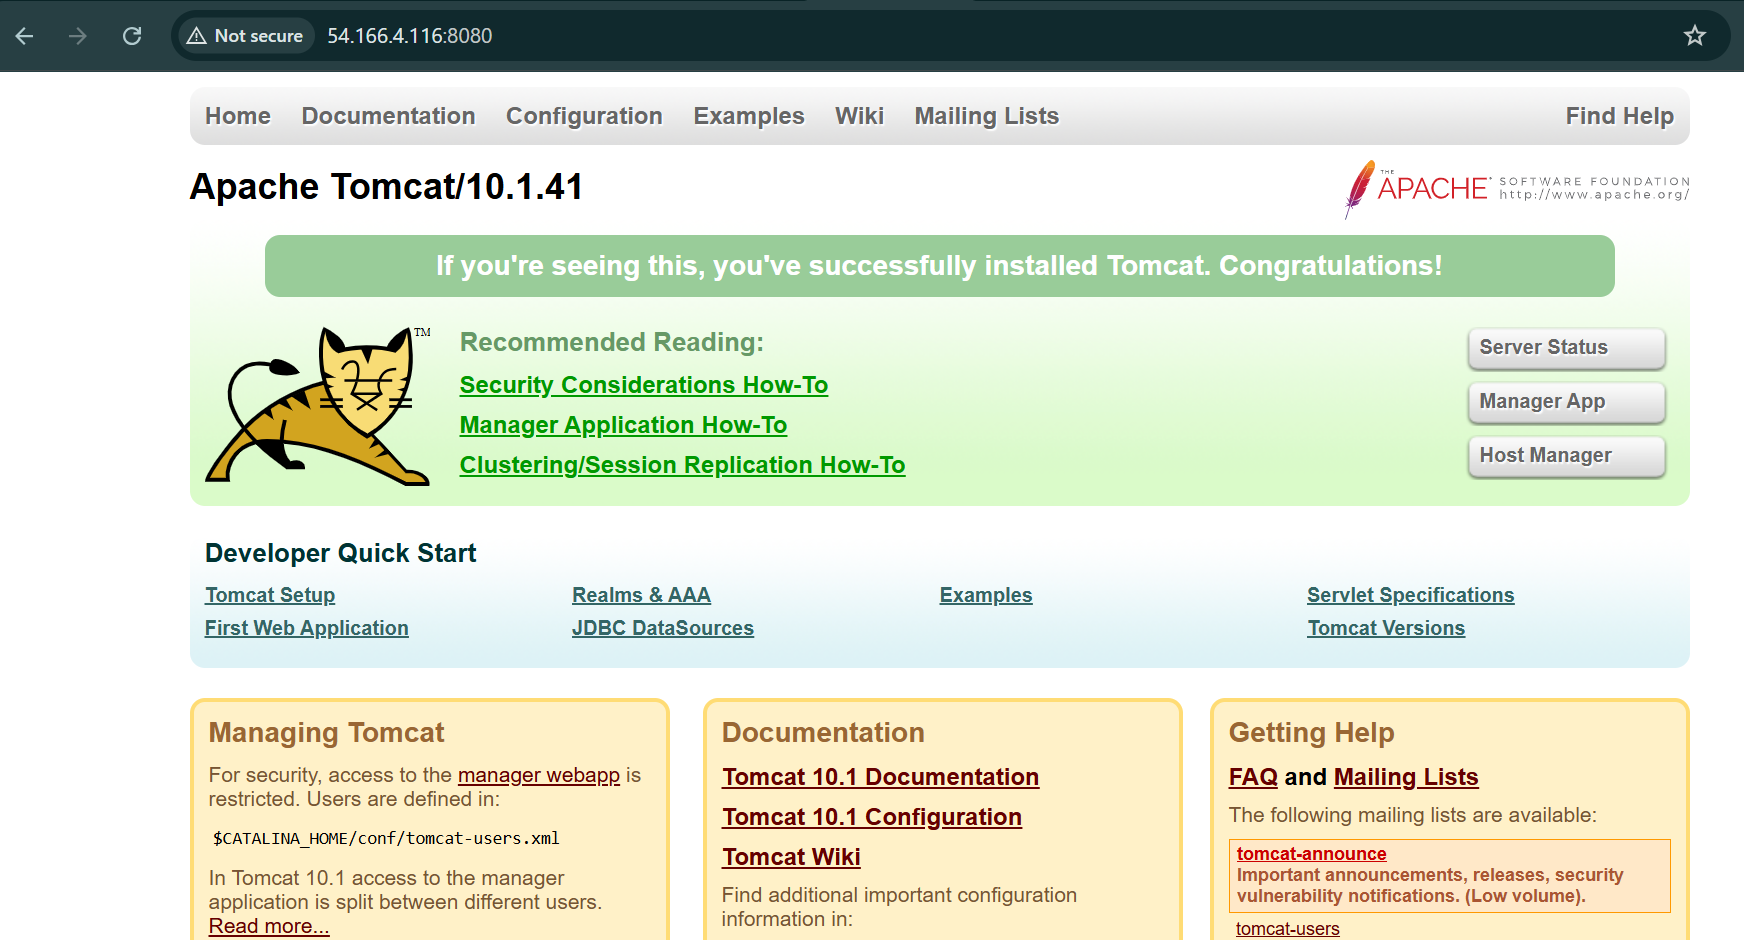 Not secure 54.166.4.116:8080
Home Documentation Configuration Examples Wiki Mailing Lists Find Help
Apache Tomcat/10.1.41
THE APACHE SOFTWARE FOUNDATION
http://www.apache.org/
If you're seeing this, you've successfully installed Tomcat. Congratulations!
TM
Recommended Reading:
Security Considerations How-To
Manager Application How-To
Clustering/Session Replication How-To
Server Status
Manager App
Host Manager
Developer Quick Start
Tomcat Setup
First Web Application
Realms & AAA
JDBC DataSources
Examples
Servlet Specifications
Tomcat Versions
Managing Tomcat
For security, access to the manager webapp is
restricted. Users are defined in:
$CATALINA_HOME/conf/tomcat-users.xml
In Tomcat 10.1 access to the manager
application is split between different users.
Read more...
Documentation
Tomcat 10.1 Documentation
Tomcat 10.1 Configuration
Tomcat Wiki
Find additional important configuration
information in:
Getting Help
FAQ and Mailing Lists
The following mailing lists are available:
tomcat-announce
Important announcements, releases, security
vulnerability notifications. (Low volume).
tomcat-users